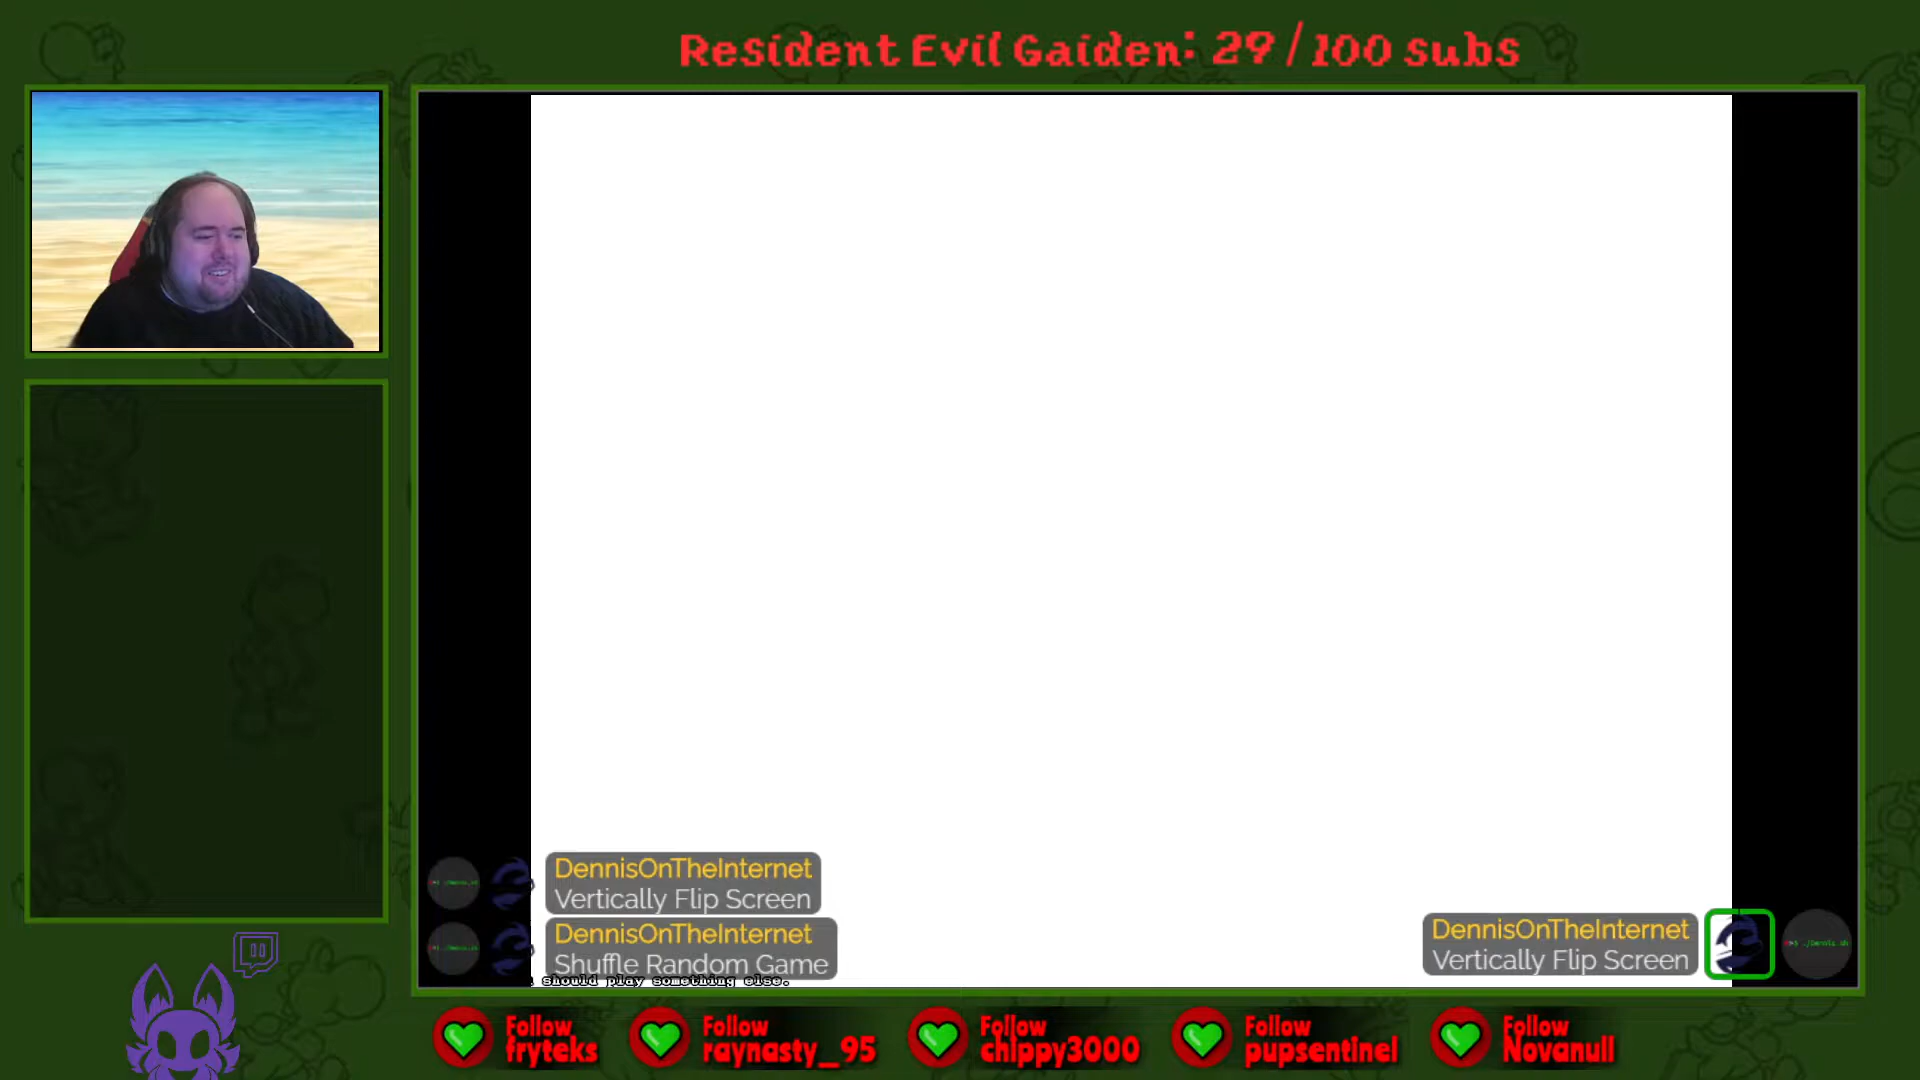 Resident Evil Gaiden: 29 / 100 subs
DennisOnTheInternet
Vertically Flip Screen
DennisOnTheInternet
Shuffle Random Game
should play something else.
DennisOnTheInternet
Vertically Flip Screen
Follow
fryteks
Follow
raynasty_95
Follow
chippy3000
Follow
pupsentinel
Follow
Novanull